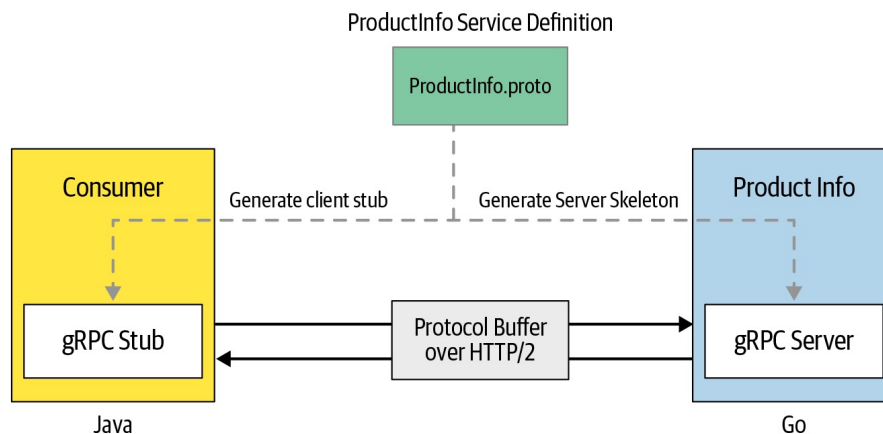 ProductInfo Service Definition
ProductInfo.proto
Consumer
Product Info
Generate client stub
Generate Server Skeleton
gRPC Stub
Protocol Buffer
over HTTP/2
gRPC Server
Java
Go